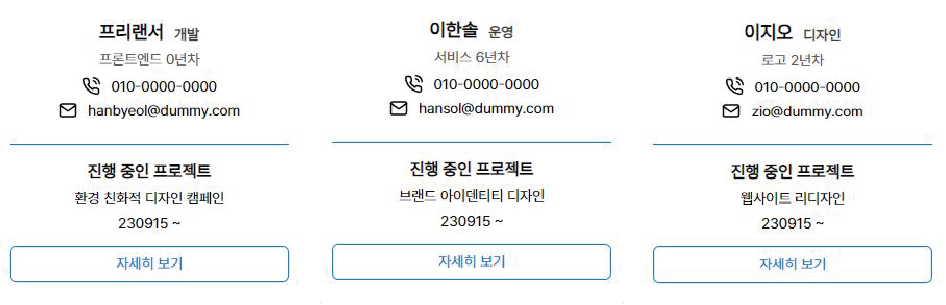 프리랜서 개발
프론트엔드 0년차
010-0000-0000
hanbyeol@dummy.com
진행 중인 프로젝트
환경 친화적 디자인 캠페인
230915 ~
자세히 보기
이한솔 운영
서비스 6년차
010-0000-0000
hansol@dummy.com
진행 중인 프로젝트
브랜드 아이덴티티 디자인
230915 ~
자세히 보기
이지오 디자인
로고 2년차
010-0000-0000
zio@dummy.com
진행 중인 프로젝트
웹사이트 리디자인
230915 ~
자세히 보기